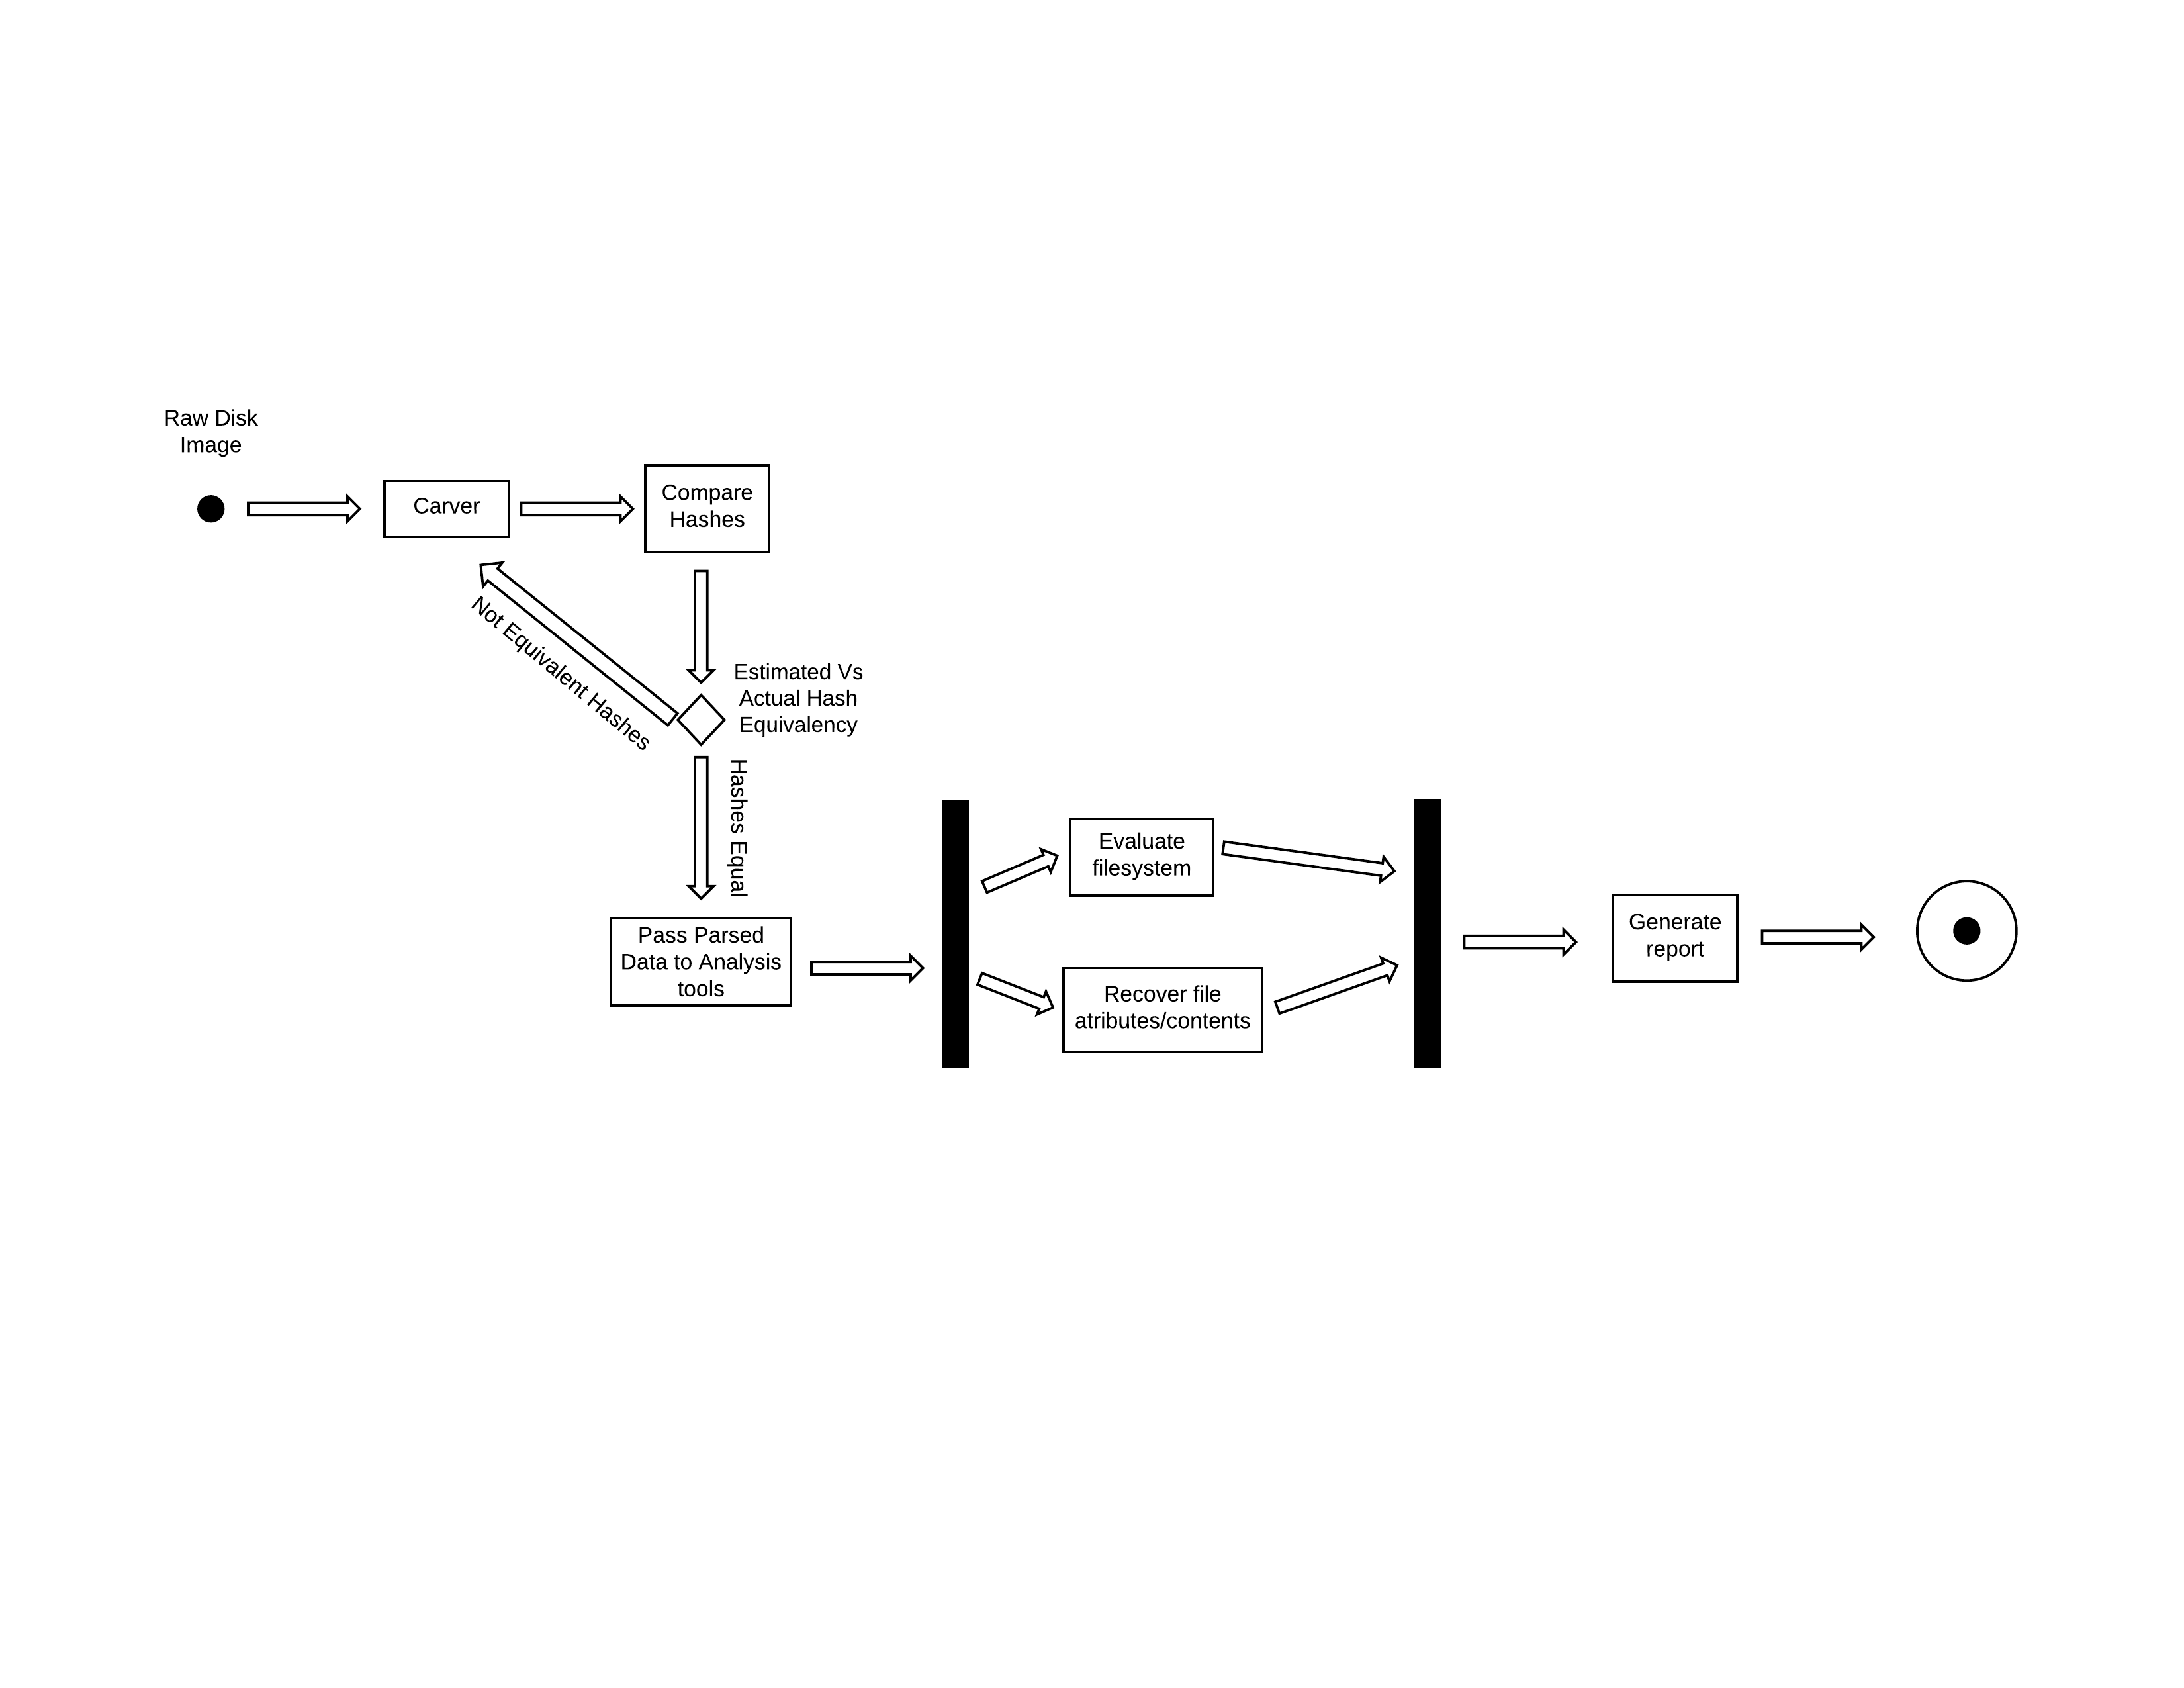 Raw Disk
Image
Carver
Compare
Hashes
Not Equivalent Hashes
Estimated Vs
Actual Hash
Equivalency
Hashes Equal
Pass Parsed
Data to Analysis
tools
Evaluate
filesystem
Recover file
atributes/contents
Generate
report